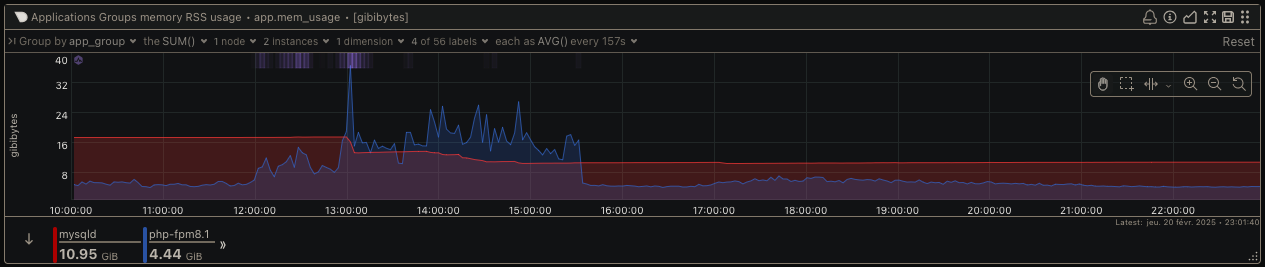 Applications Groups memory RSS usage • app.mem_usage • [gibibytes]
Group by app_group the SUM() 1 node 2 instances 1 dimension 4 of 56 labels each as AVG() every 157s Reset
40
32
24
16
8
gibibytes
10:00:00 11:00:00 12:00:00 13:00:00 14:00:00 15:00:00 16:00:00 17:00:00 18:00:00 19:00:00 20:00:00 21:00:00 22:00:00
Latest: jeu. 20 févr. 2025 • 23:01:40
mysqld php-fpm8.1
10.95 GiB 4.44 GiB